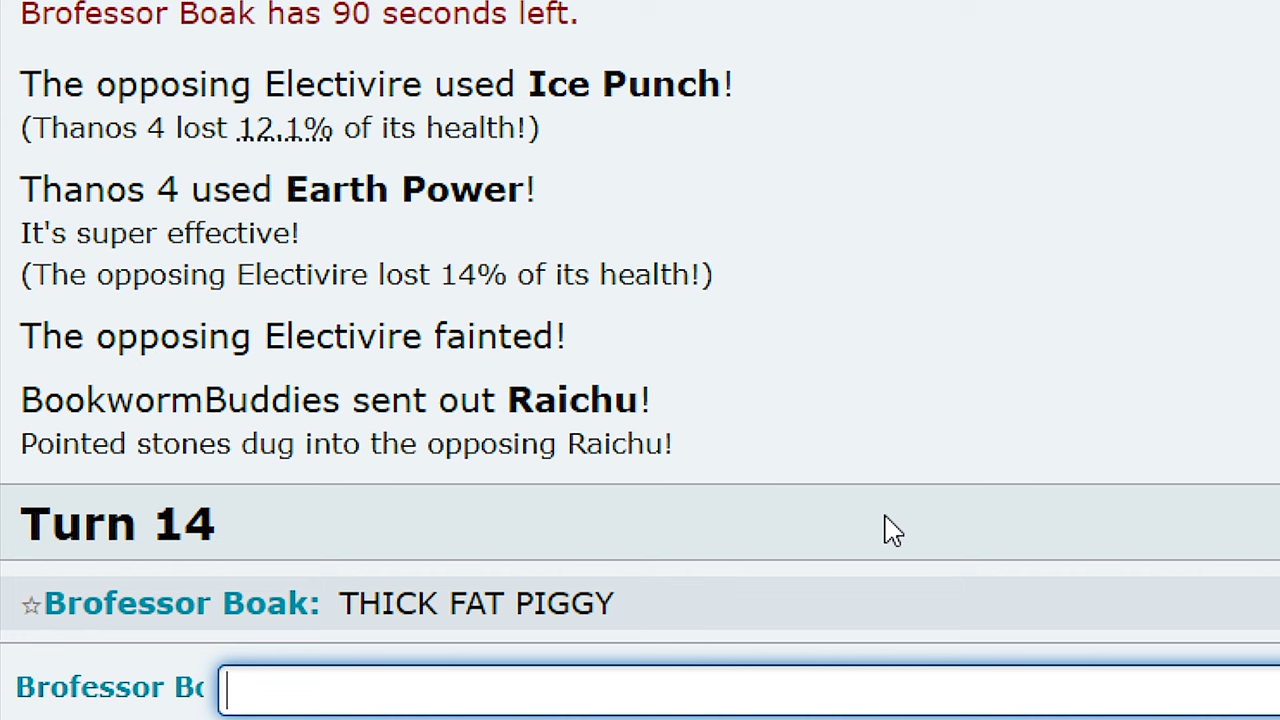 Brofessor Boak has 90 seconds left.
The opposing Electivire used Ice Punch!
(Thanos 4 lost 12.1% of its health!)
Thanos 4 used Earth Power!
It's super effective!
(The opposing Electivire lost 14% of its health!)
The opposing Electivire fainted!
BookwormBuddies sent out Raichu!
Pointed stones dug into the opposing Raichu!
Turn 14
☆Brofessor Boak: THICK FAT PIGGY
Brofessor Bo